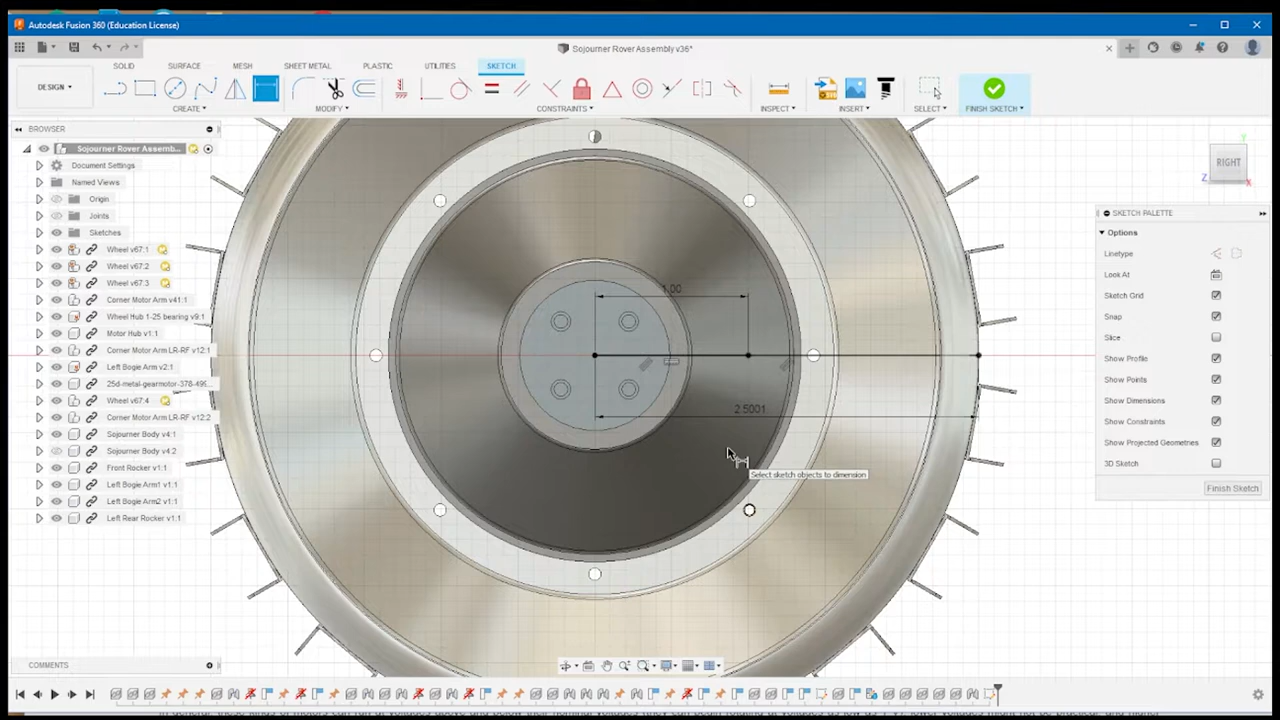 Autodesk Fusion 360 (Education License)
Sojourner Rover Assembly v36*
DESIGN
SOLID SURFACE MESH SHEET METAL PLASTIC UTILITIES SKETCH
CREATE MODIFY CONSTRAINTS INSPECT INSERT SELECT FINISH SKETCH
BROWSER
Sojourner Rover Assemb...
Document Settings
Named Views
Origin
Joints
Sketches
Wheel v67:1
Wheel v67:2
Wheel v67:3
Corner Motor Arm v41:1
Wheel Hub 1-25 bearing v9:1
Motor Hub v1:1
Corner Motor Arm LR-RF v12:1
Left Bogie Arm v2:1
25d-metal-gearmotor-378-499...
Wheel v67:4
Corner Motor Arm LR-RF v12:2
Sojourner Body v4:1
Sojourner Body v4:2
Front Rocker v1:1
Left Bogie Arm1 v1:1
Left Bogie Arm2 v1:1
Left Rear Rocker v1:1
1.00
2.5001
Select sketch objects to dimension
Y
RIGHT
Z
X
SKETCH PALETTE
Options
Linetype
Look At
Sketch Grid
Snap
Slice
Show Profile
Show Points
Show Dimensions
Show Constraints
Show Projected Geometries
3D Sketch
Finish Sketch
COMMENTS